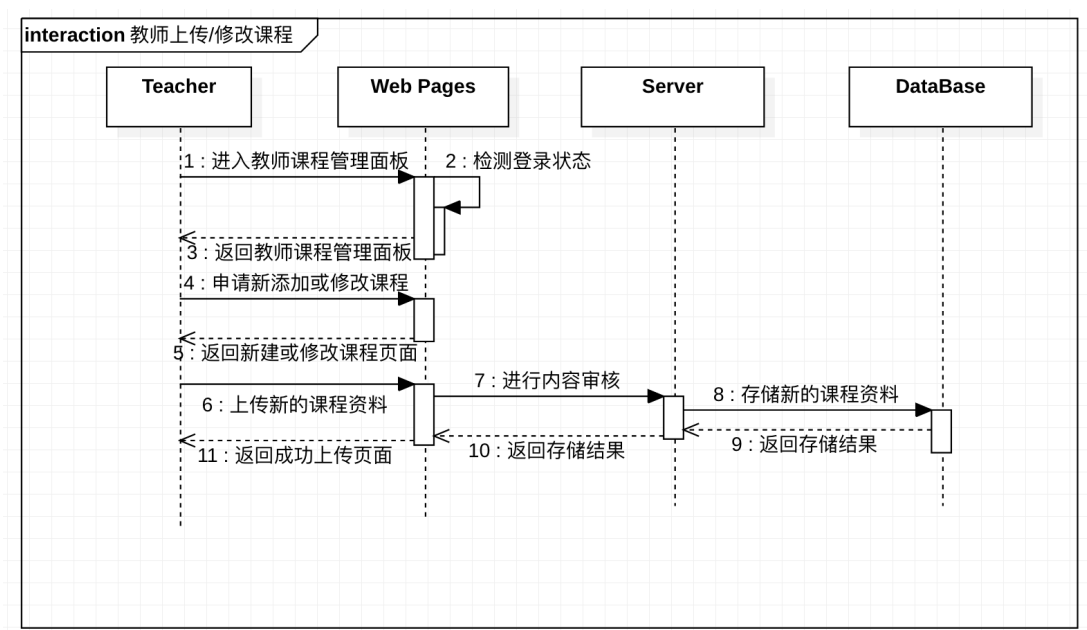 interaction 教师上传/修改课程
Teacher
Web Pages
Server
DataBase
1 : 进入教师课程管理面板
2 : 检测登录状态
3 : 返回教师课程管理面板
4 : 申请新添加或修改课程
5 : 返回新建或修改课程页面
6 : 上传新的课程资料
7 : 进行内容审核
8 : 存储新的课程资料
9 : 返回存储结果
10 : 返回存储结果
11 : 返回成功上传页面